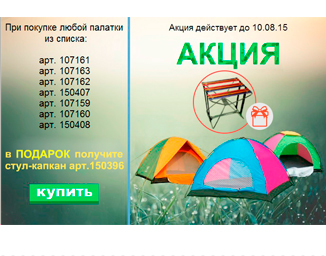 При покупке любой палатки
из списка:
арт. 107161
арт. 107163
арт. 107162
арт. 150407
арт. 107159
арт. 107160
арт. 150408
в ПОДАРОК получите
стул-капкан арт.150396
купить
Акция действует до 10.08.15
АКЦИЯ